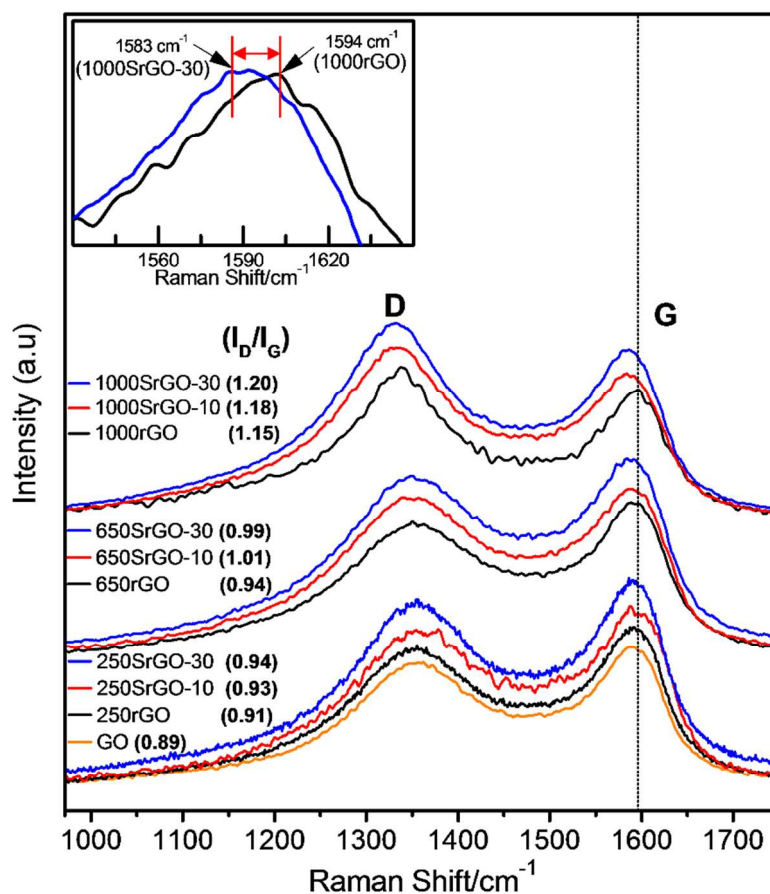 1583 cm⁻¹
(1000SrGO-30)
1594 cm⁻¹
(1000rGO)
1560 1590 1620
Raman Shift/cm⁻¹
D
G
(I_D/I_G)
1000SrGO-30 (1.20)
1000SrGO-10 (1.18)
1000rGO (1.15)
650SrGO-30 (0.99)
650SrGO-10 (1.01)
650rGO (0.94)
250SrGO-30 (0.94)
250SrGO-10 (0.93)
250rGO (0.91)
GO (0.89)
Intensity (a.u)
1000 1100 1200 1300 1400 1500 1600 1700
Raman Shift/cm⁻¹